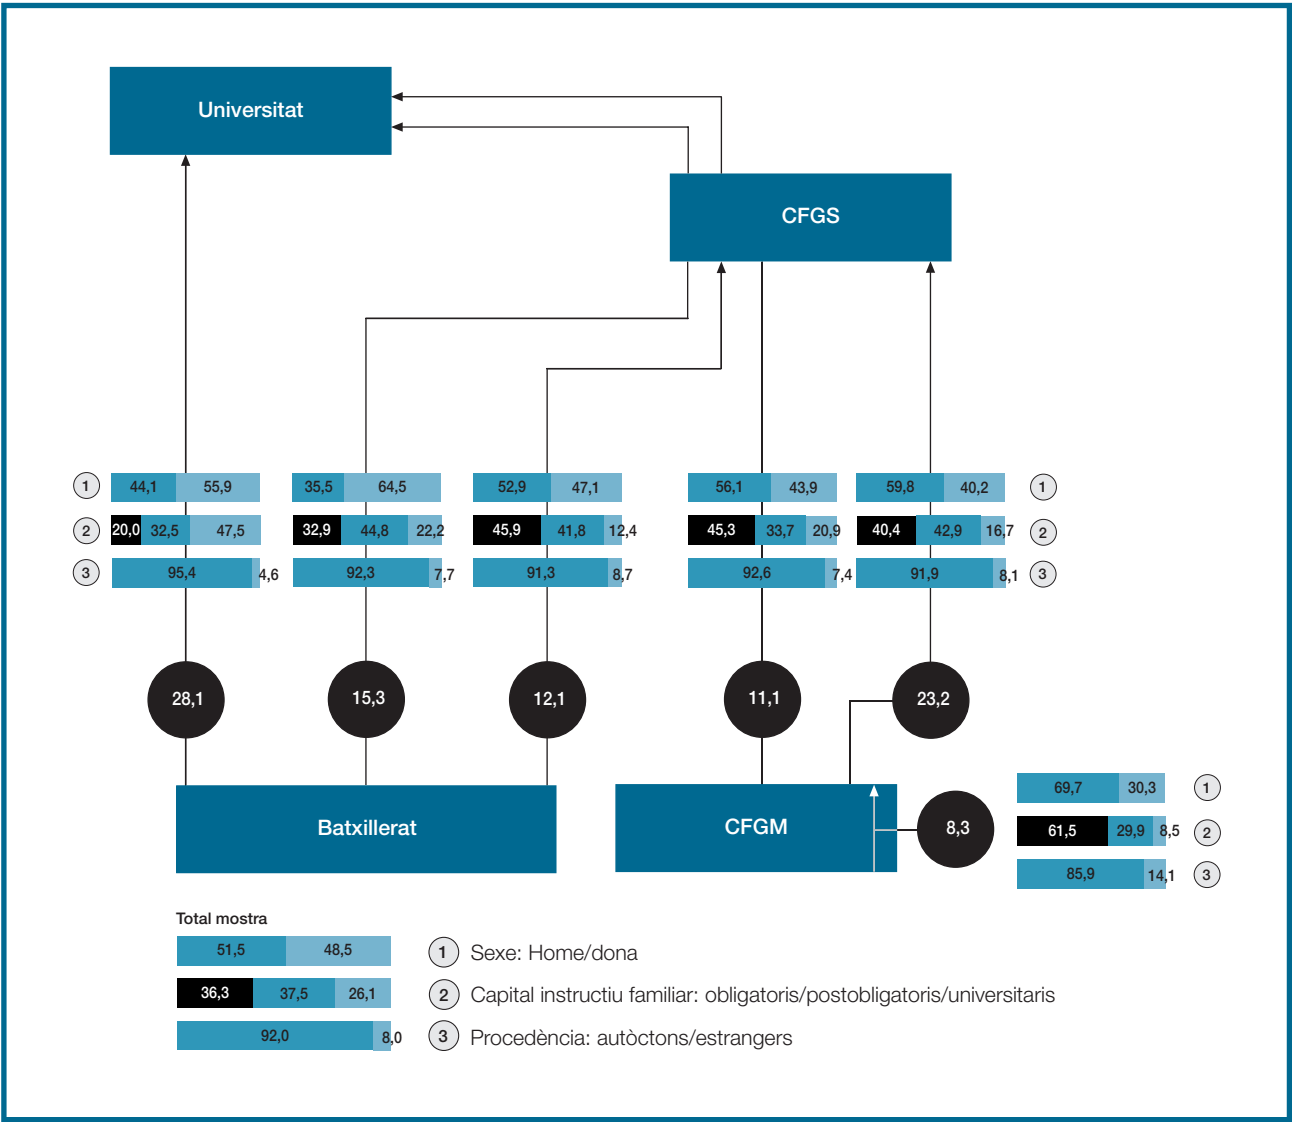 Universitat
CFGS
1 44,1 55,9 35,5 64,5 52,9 47,1 56,1 43,9 59,8 40,2 1
2 20,0 32,5 47,5 32,9 44,8 22,2 45,9 41,8 12,4 45,3 33,7 20,9 40,4 42,9 16,7 2
3 95,4 4,6 92,3 7,7 91,3 8,7 92,6 7,4 91,9 8,1 3
28,1 15,3 12,1 11,1 23,2
69,7 30,3 1
Batxillerat CFGM 8,3 61,5 29,9 8,5 2
85,9 14,1 3
Total mostra
51,5 48,5 1 Sexe: Home/dona
36,3 37,5 26,1 2 Capital instructiu familiar: obligatoris/postobligatoris/universitaris
92,0 8,0 3 Procedència: autòctons/estrangers